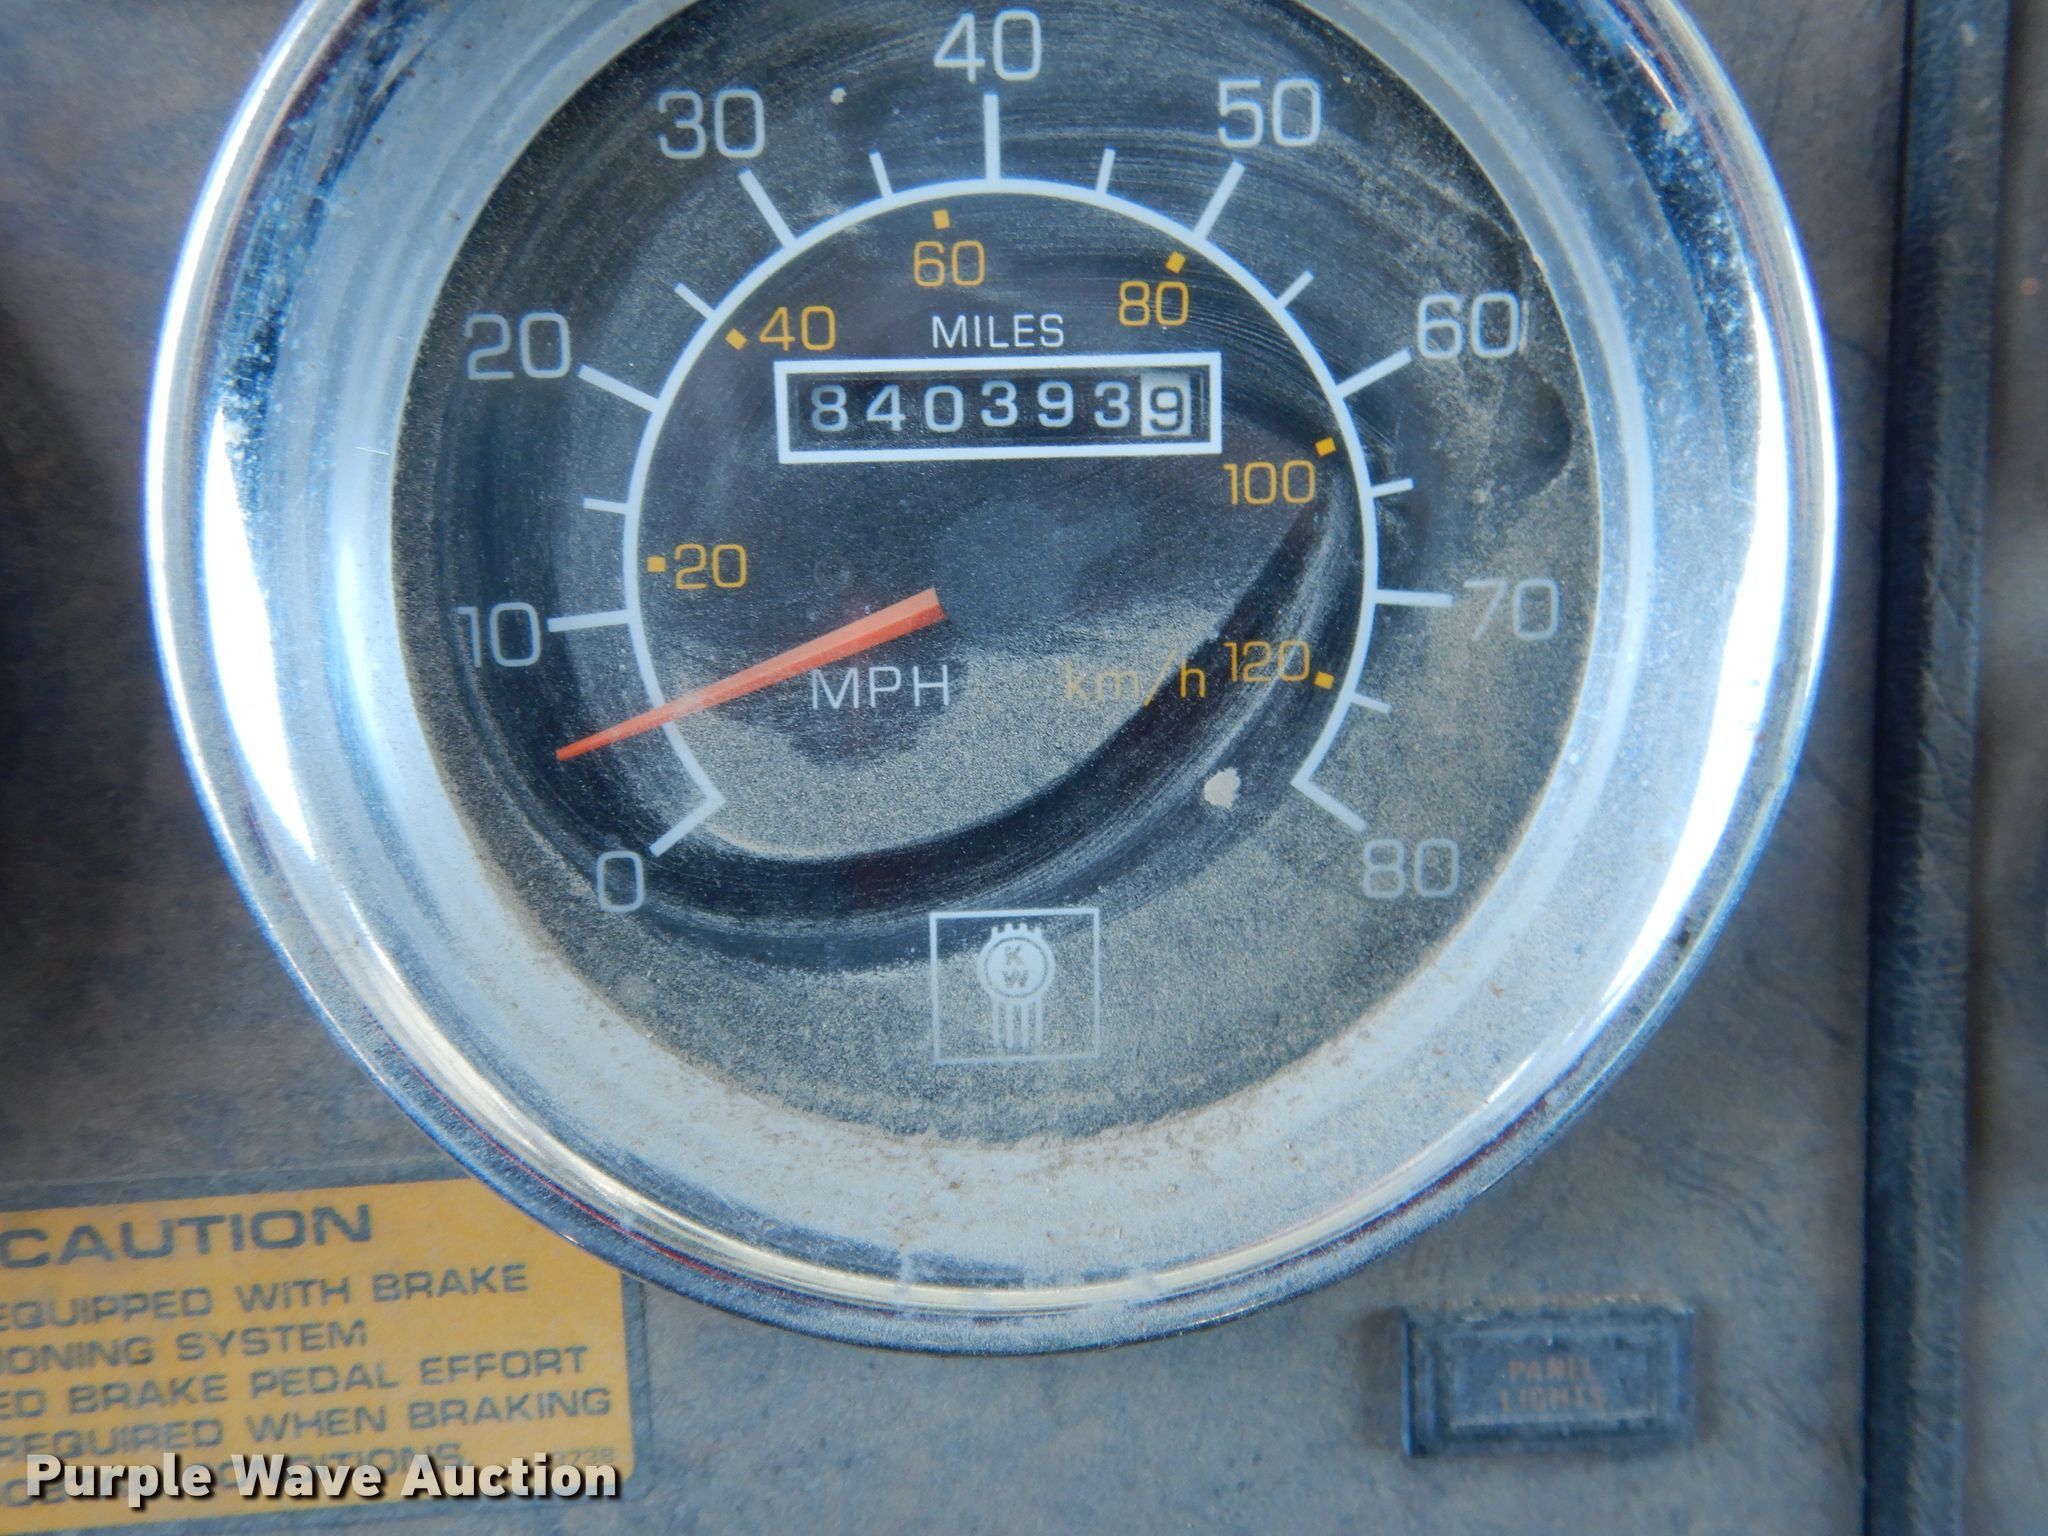 40
30
50
20
60
60
40
80
MILES
840393 9
100
20
10
70
MPH
km/h
120
0
80
K
W
CAUTION
EQUIPPED WITH BRAKE
IONING SYSTEM
ED BRAKE PEDAL EFFORT
REQUIRED WHEN BRAKING
PANEL
LIGHTS
Purple Wave Auction